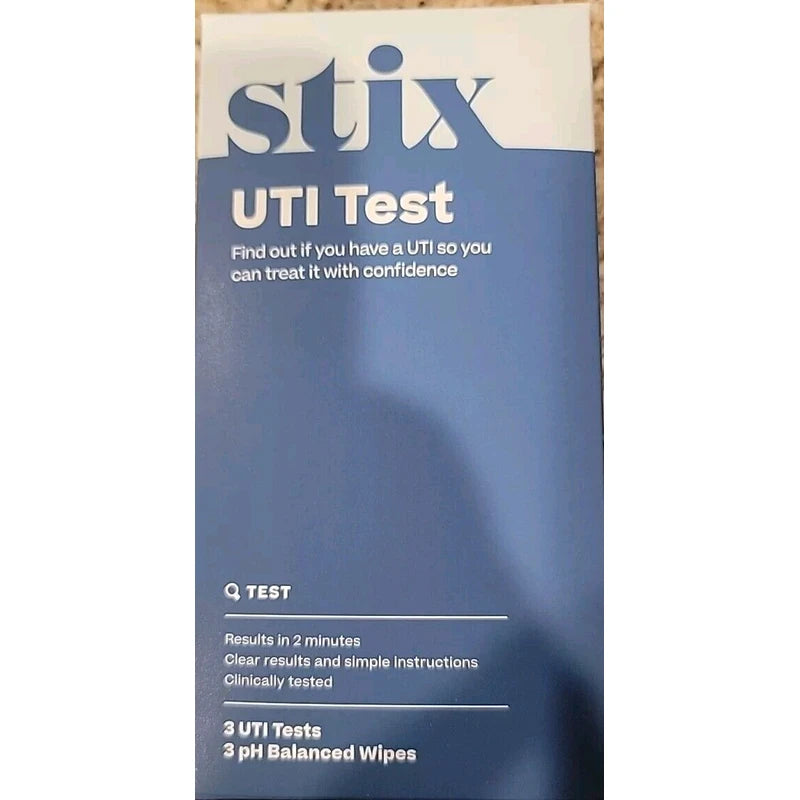 stix
UTI Test
Find out if you have a UTI so you
can treat it with confidence
TEST
Results in 2 minutes
Clear results and simple instructions
Clinically tested
3 UTI Tests
3 pH Balanced Wipes